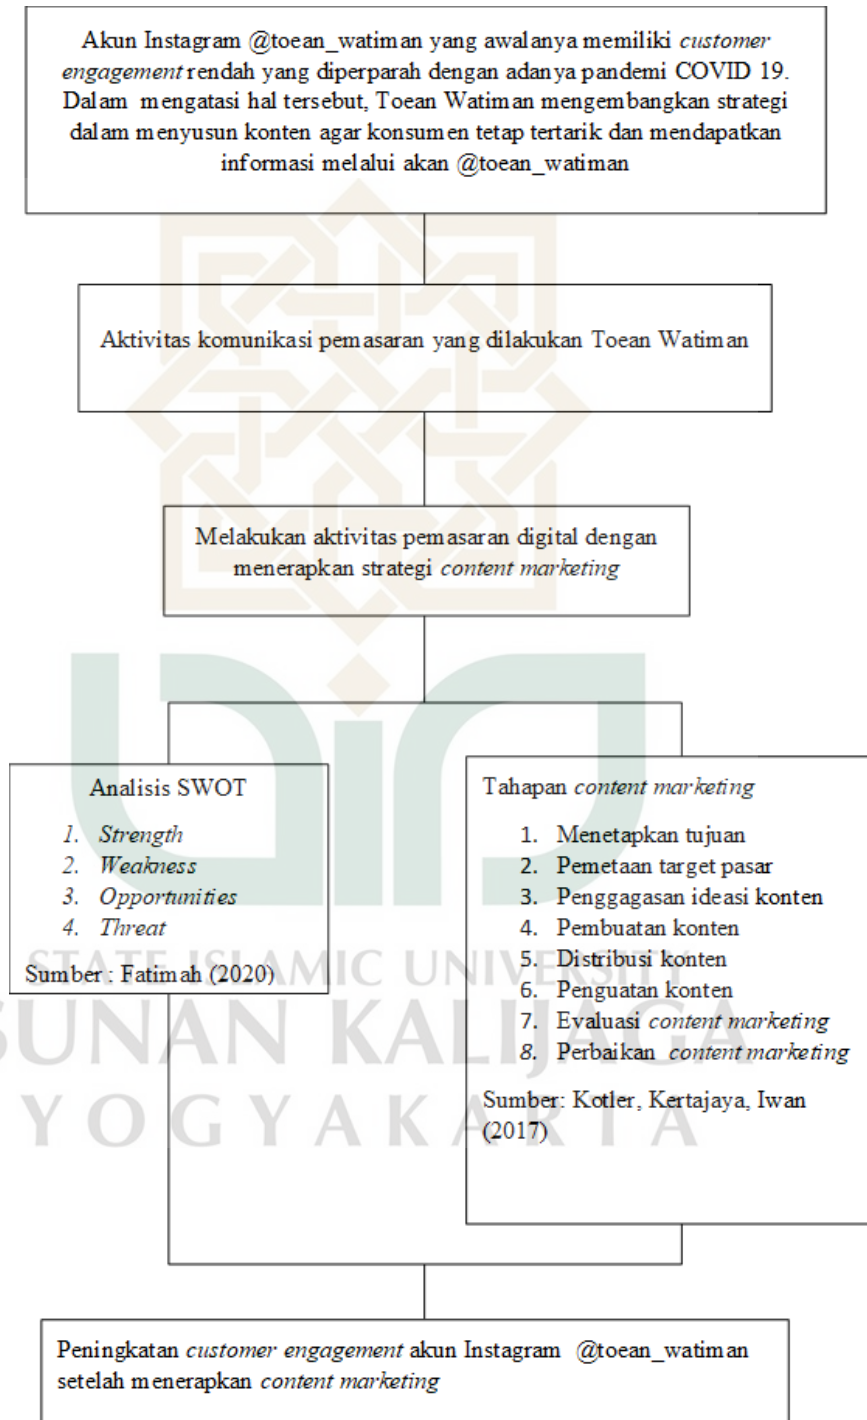 Akun Instagram @toean_watiman yang awalanya memiliki customer
engagement rendah yang diperparah dengan adanya pandemi COVID 19.
Dalam mengatasi hal tersebut, Toean Watiman mengembangkan strategi
dalam menyusun konten agar konsumen tetap tertarik dan mendapatkan
informasi melalui akan @toean_watiman
Aktivitas komunikasi pemasaran yang dilakukan Toean Watiman
Melakukan aktivitas pemasaran digital dengan
menerapkan strategi content marketing
Analisis SWOT
1. Strength
2. Weakness
3. Opportunities
4. Threat
Sumber : Fatimah (2020)
Tahapan content marketing
1. Menetapkan tujuan
2. Pemetaan target pasar
3. Penggagasan ideasi konten
4. Pembuatan konten
5. Distribusi konten
6. Penguatan konten
7. Evaluasi content marketing
8. Perbaikan content marketing
Sumber: Kotler, Kertajaya, Iwan
(2017)
STATE ISLAMIC UNIVERSITY
SUNAN KALIJAGA
YOGYAKARTA
Peningkatan customer engagement akun Instagram @toean_watiman
setelah menerapkan content marketing